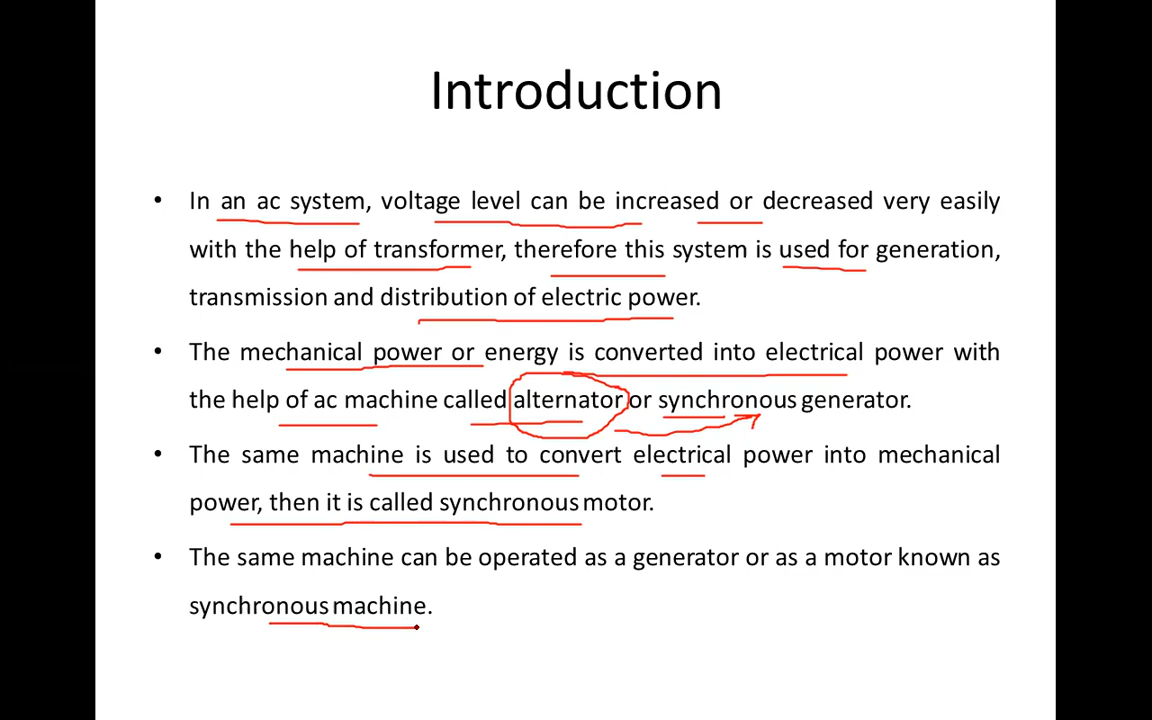 Introduction
• In an ac system, voltage level can be increased or decreased very easily
with the help of transformer, therefore this system is used for generation,
transmission and distribution of electric power.
• The mechanical power or energy is converted into electrical power with
the help of ac machine called alternator or synchronous generator.
• The same machine is used to convert electrical power into mechanical
power, then it is called synchronous motor.
• The same machine can be operated as a generator or as a motor known as
synchronous machine.